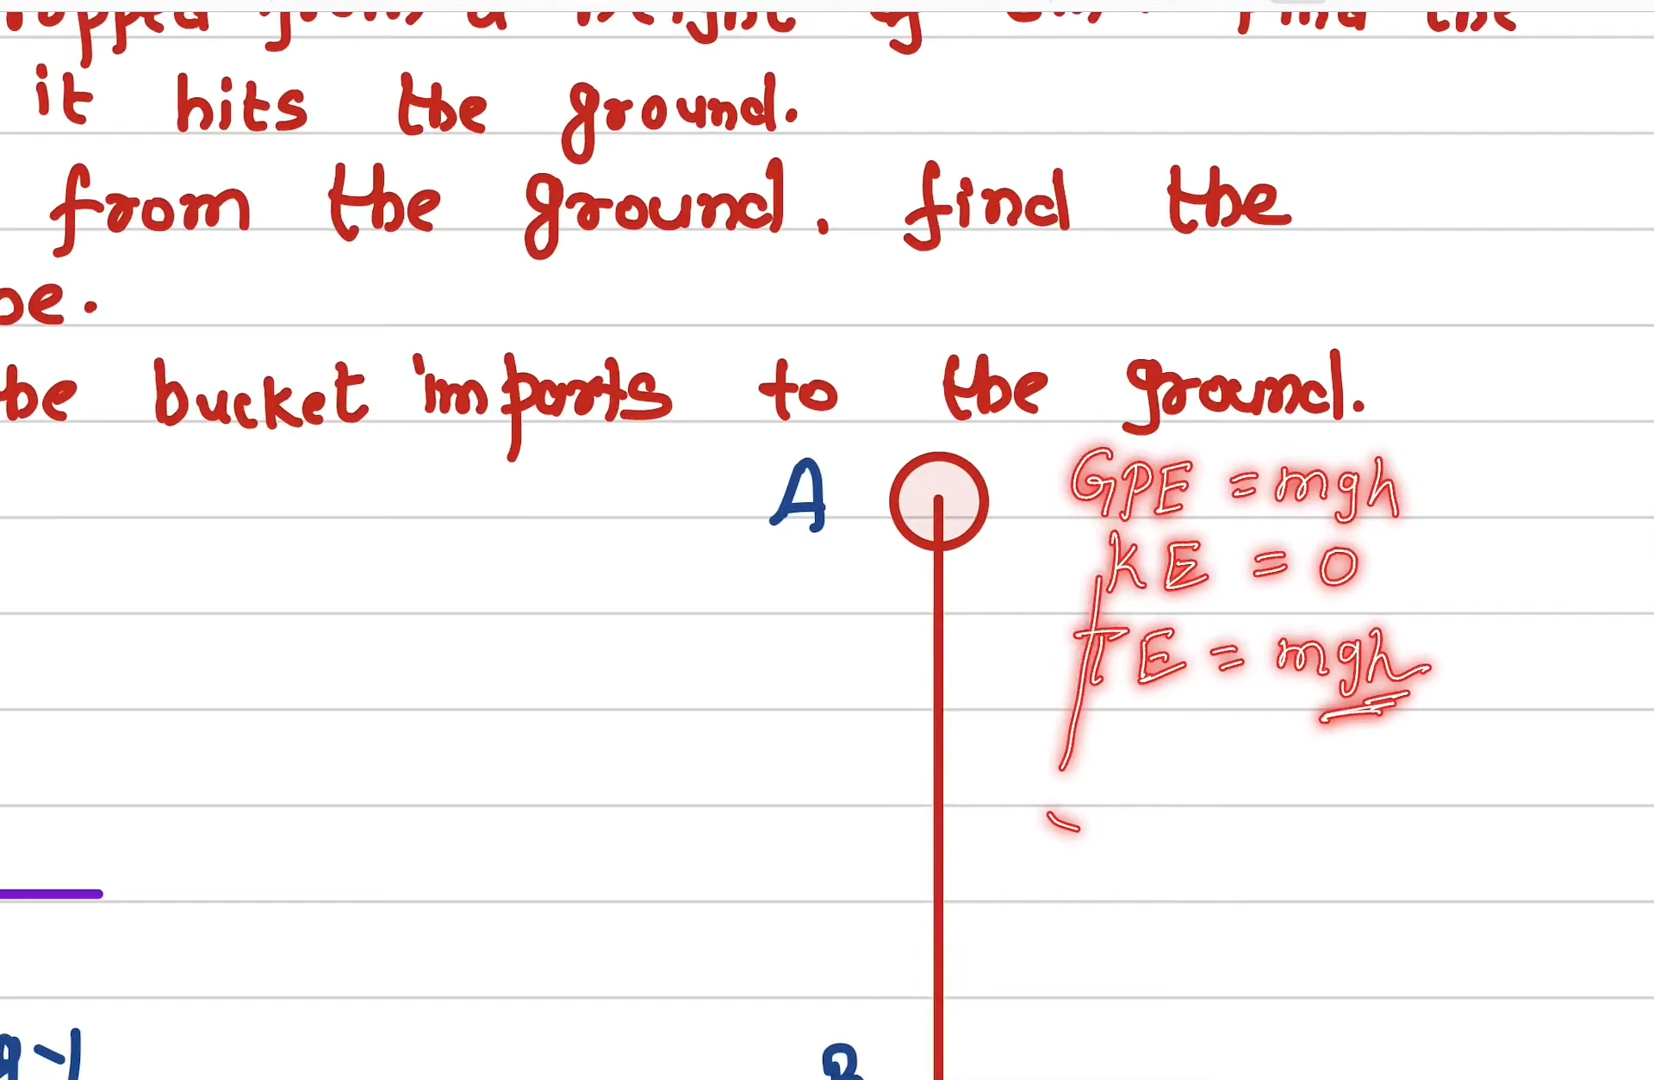 it hits the ground.
from the ground, find the
be bucket imparts to the ground.
A
GPE = mgh
KE = 0
TE = mgh
B